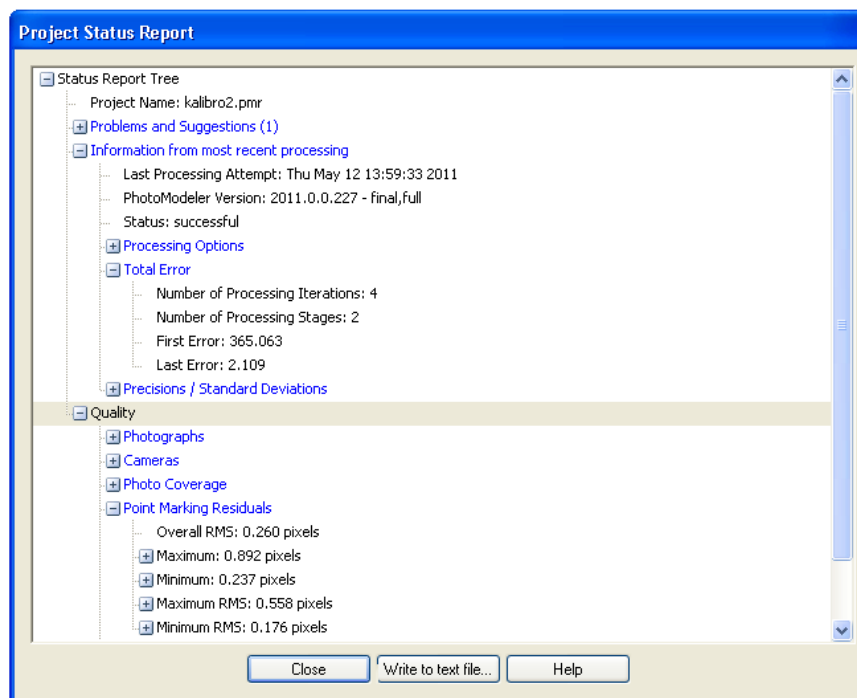 Project Status Report
Status Report Tree
Project Name: kalibro2.pmr
Problems and Suggestions (1)
Information from most recent processing
Last Processing Attempt: Thu May 12 13:59:33 2011
PhotoModeler Version: 2011.0.0.227 - final,full
Status: successful
Processing Options
Total Error
Number of Processing Iterations: 4
Number of Processing Stages: 2
First Error: 365.063
Last Error: 2.109
Precisions / Standard Deviations
Quality
Photographs
Cameras
Photo Coverage
Point Marking Residuals
Overall RMS: 0.260 pixels
Maximum: 0.892 pixels
Minimum: 0.237 pixels
Maximum RMS: 0.558 pixels
Minimum RMS: 0.176 pixels
Close Write to text file... Help